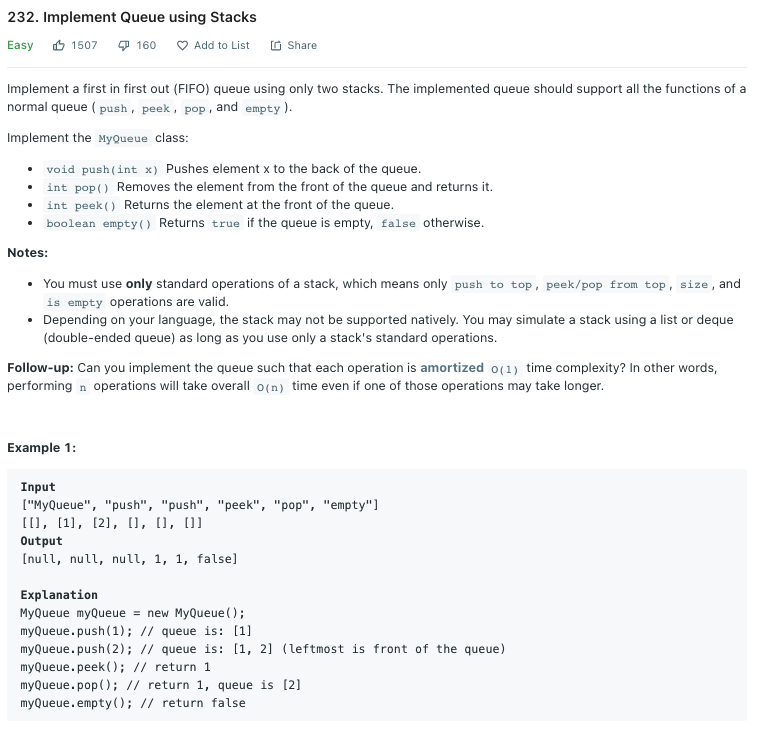 232. Implement Queue using Stacks
Easy 1507 160 Add to List Share
Implement a first in first out (FIFO) queue using only two stacks. The implemented queue should support all the functions of a
normal queue ( push , peek , pop , and empty ).
Implement the MyQueue class:
• void push(int x) Pushes element x to the back of the queue.
• int pop() Removes the element from the front of the queue and returns it.
• int peek() Returns the element at the front of the queue.
• boolean empty() Returns true if the queue is empty, false otherwise.
Notes:
• You must use only standard operations of a stack, which means only push to top , peek/pop from top , size , and
is empty operations are valid.
• Depending on your language, the stack may not be supported natively. You may simulate a stack using a list or deque
(double-ended queue) as long as you use only a stack's standard operations.
Follow-up: Can you implement the queue such that each operation is amortized O(1) time complexity? In other words,
performing n operations will take overall O(n) time even if one of those operations may take longer.
Example 1:
Input
["MyQueue", "push", "push", "peek", "pop", "empty"]
[[], [1], [2], [], [], []]
Output
[null, null, null, 1, 1, false]
Explanation
MyQueue myQueue = new MyQueue();
myQueue.push(1); // queue is: [1]
myQueue.push(2); // queue is: [1, 2] (leftmost is front of the queue)
myQueue.peek(); // return 1
myQueue.pop(); // return 1, queue is [2]
myQueue.empty(); // return false